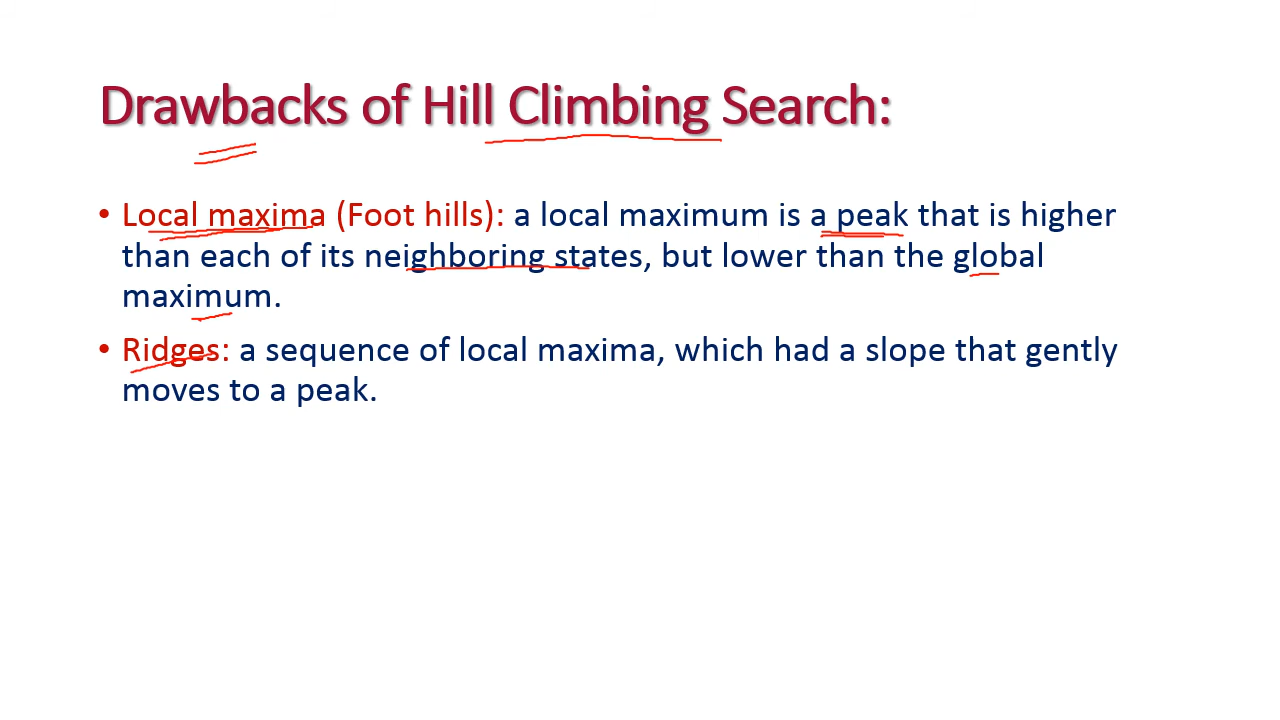 Drawbacks of Hill Climbing Search:
• Local maxima (Foot hills): a local maximum is a peak that is higher
than each of its neighboring states, but lower than the global
maximum.
• Ridges: a sequence of local maxima, which had a slope that gently
moves to a peak.